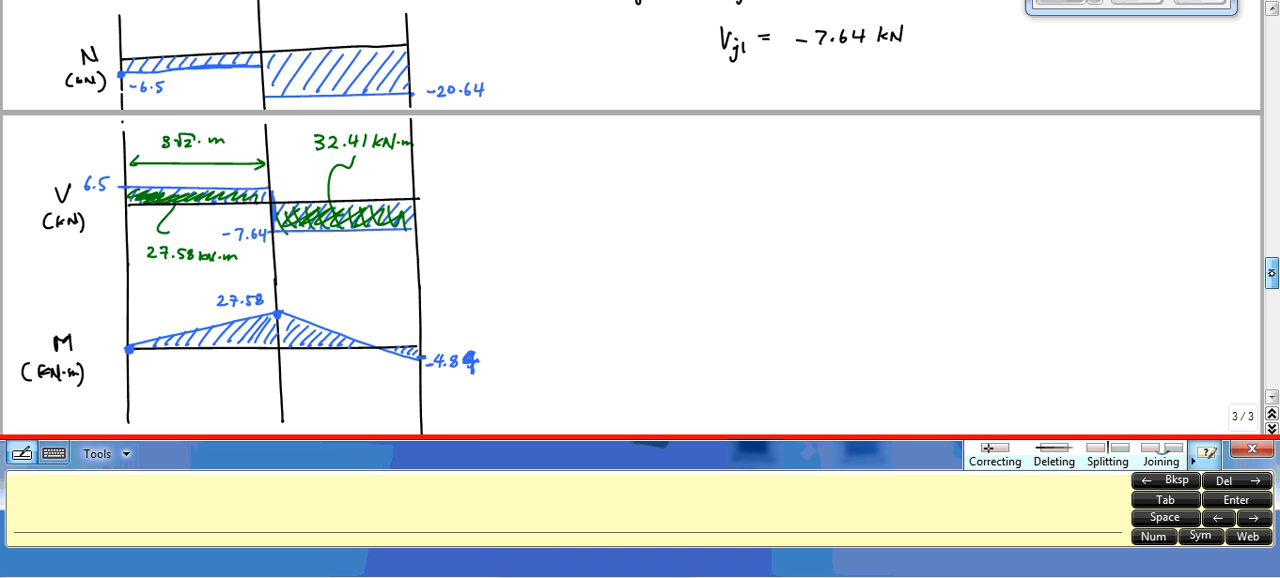 Vj1 = -7.64 kN
N
(kN)
-6.5
-20.64
3√2 m
32.41 kN·m
V
(kN)
6.5
-7.64
27.58 kN·m
27.58
M
(kN·m)
-4.84
3 / 3
Tools
Correcting
Deleting
Splitting
Joining
← Bksp
Del →
Tab
Enter
Space
←
→
Num
Sym
Web